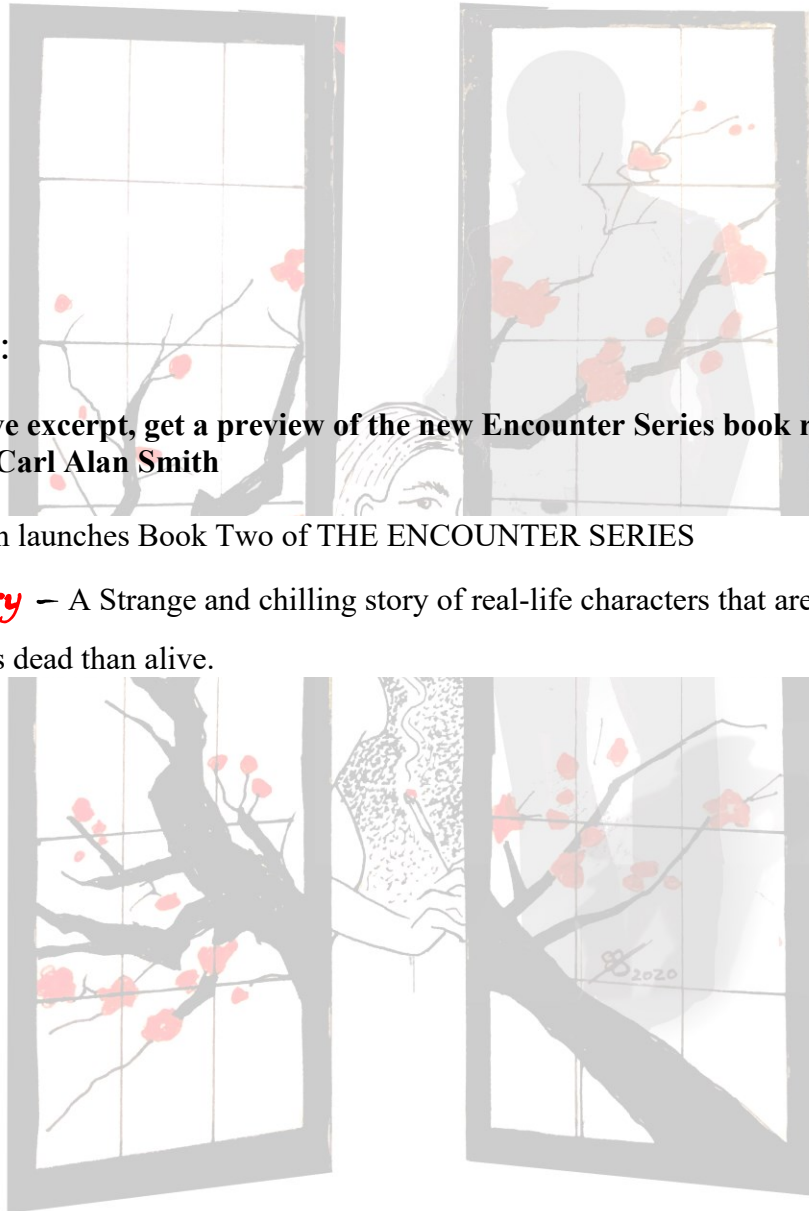 :
ve excerpt, get a preview of the new Encounter Series book r
Carl Alan Smith
n launches Book Two of THE ENCOUNTER SERIES
ry – A Strange and chilling story of real-life characters that are
s dead than alive.
2020